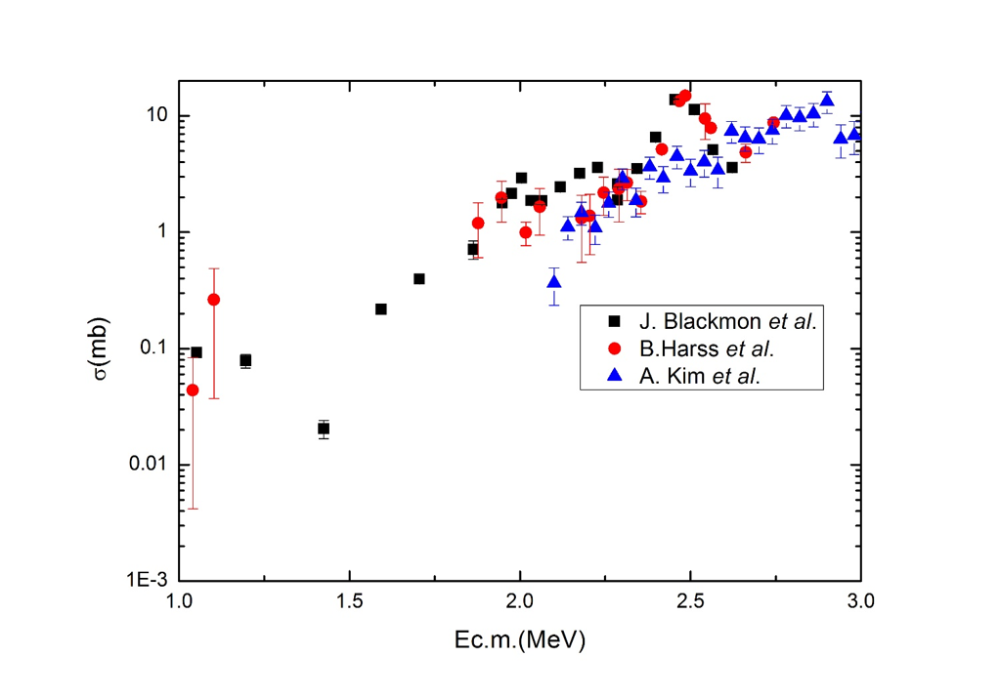 10
1
0.1
0.01
1E-3
1.0 1.5 2.0 2.5 3.0
σ(mb)
Ec.m.(MeV)
J. Blackmon et al.
B.Harss et al.
A. Kim et al.